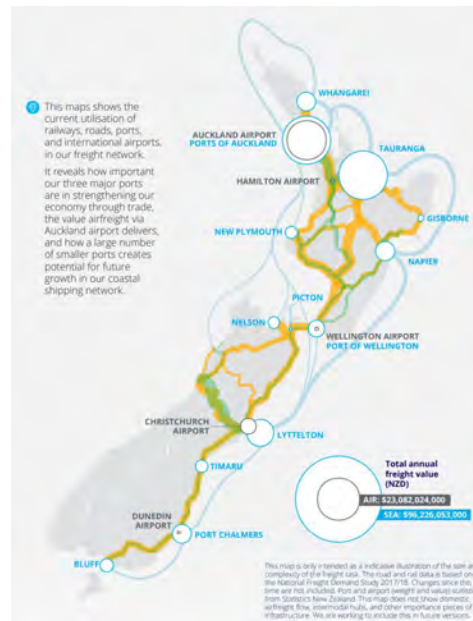 This maps shows the
current utilisation of
railways, roads, ports,
and international airports,
in our freight network.
It reveals how important
our three major ports
are in strengthening our
economy through trade,
the value airfreight via
Auckland airport delivers,
and how a large number
of smaller ports creates
potential for future
growth in our coastal
shipping network.
WHANGAREI
AUCKLAND AIRPORT
PORTS OF AUCKLAND
TAURANGA
HAMILTON AIRPORT
GISBORNE
NEW PLYMOUTH
NAPIER
PICTON
NELSON
WELLINGTON AIRPORT
PORT OF WELLINGTON
CHRISTCHURCH
AIRPORT
LYTTELTON
TIMARU
Total annual
freight value
(NZD)
AIR: $23,082,024,000
SEA: $96,226,053,000
DUNEDIN
AIRPORT
PORT CHALMERS
BLUFF
This map is only intended as a indicative illustration of the size and
complexity of the freight task. The road and rail data is based on
the National Freight Demand Study 2017/18. Changes since this
time are not included. Port and airport (weight and value) sourced
from Statistics New Zealand. This map does not show domestic
airfreight flow, intermodal hubs, and other important pieces of
infrastructure. We are working to include this in future versions.